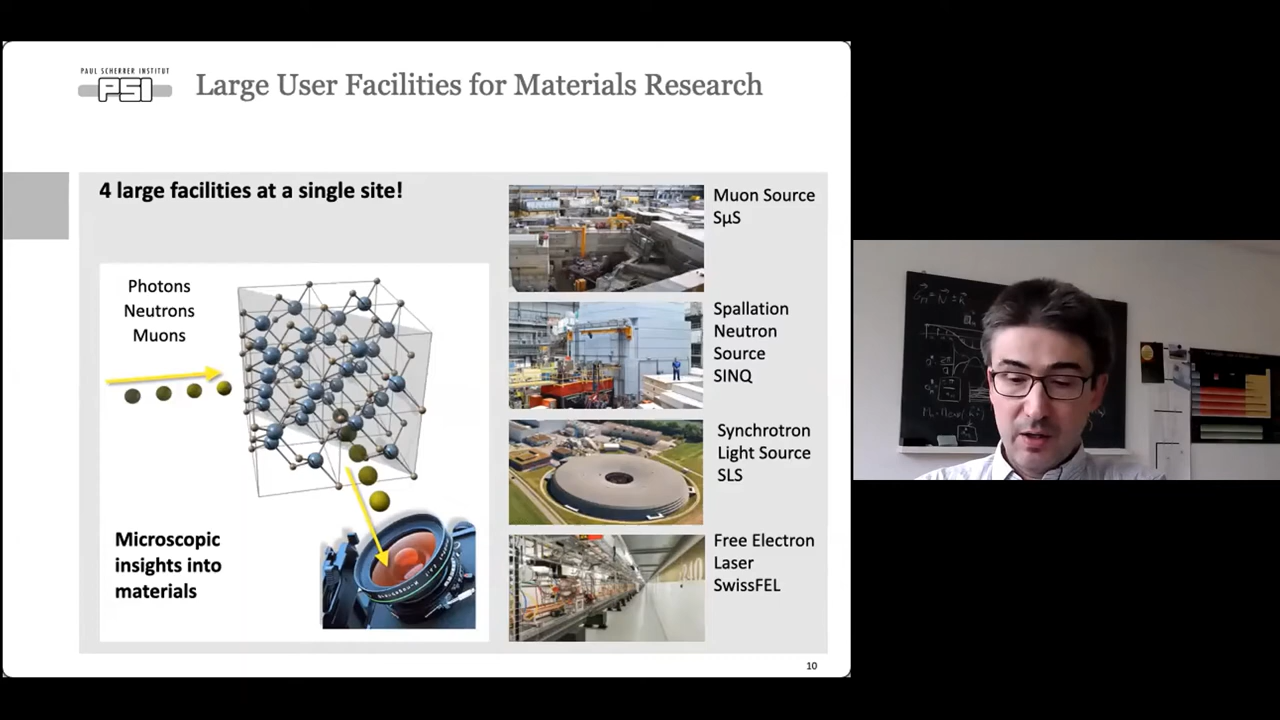 PAUL SCHERRER INSTITUT
PSI
Large User Facilities for Materials Research
4 large facilities at a single site!
Photons
Neutrons
Muons
Microscopic
insights into
materials
Muon Source
SμS
Spallation
Neutron
Source
SINQ
Synchrotron
Light Source
SLS
Free Electron
Laser
SwissFEL
10